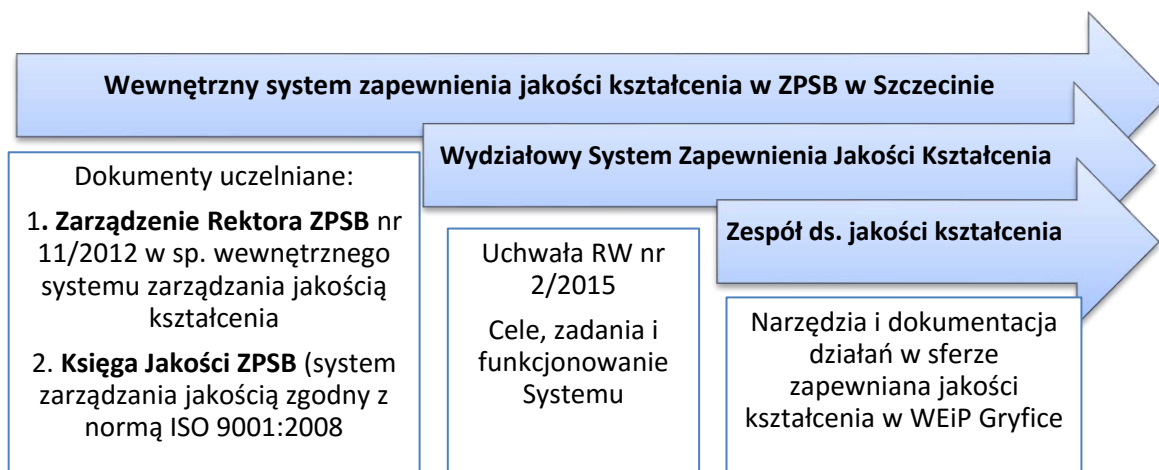 Wewnętrzny system zapewnienia jakości kształcenia w ZPSB w Szczecinie
Wydziałowy System Zapewnienia Jakości Kształcenia
Zespół ds. jakości kształcenia
Dokumenty uczelniane:
1. Zarządzenie Rektora ZPSB nr
11/2012 w sp. wewnętrznego
systemu zarządzania jakością
kształcenia
2. Księga Jakości ZPSB (system
zarządzania jakością zgodny z
normą ISO 9001:2008
Uchwała RW nr
2/2015
Cele, zadania i
funkcjonowanie
Systemu
Narzędzia i dokumentacja
działań w sferze
zapewniana jakości
kształcenia w WEiP Gryfice